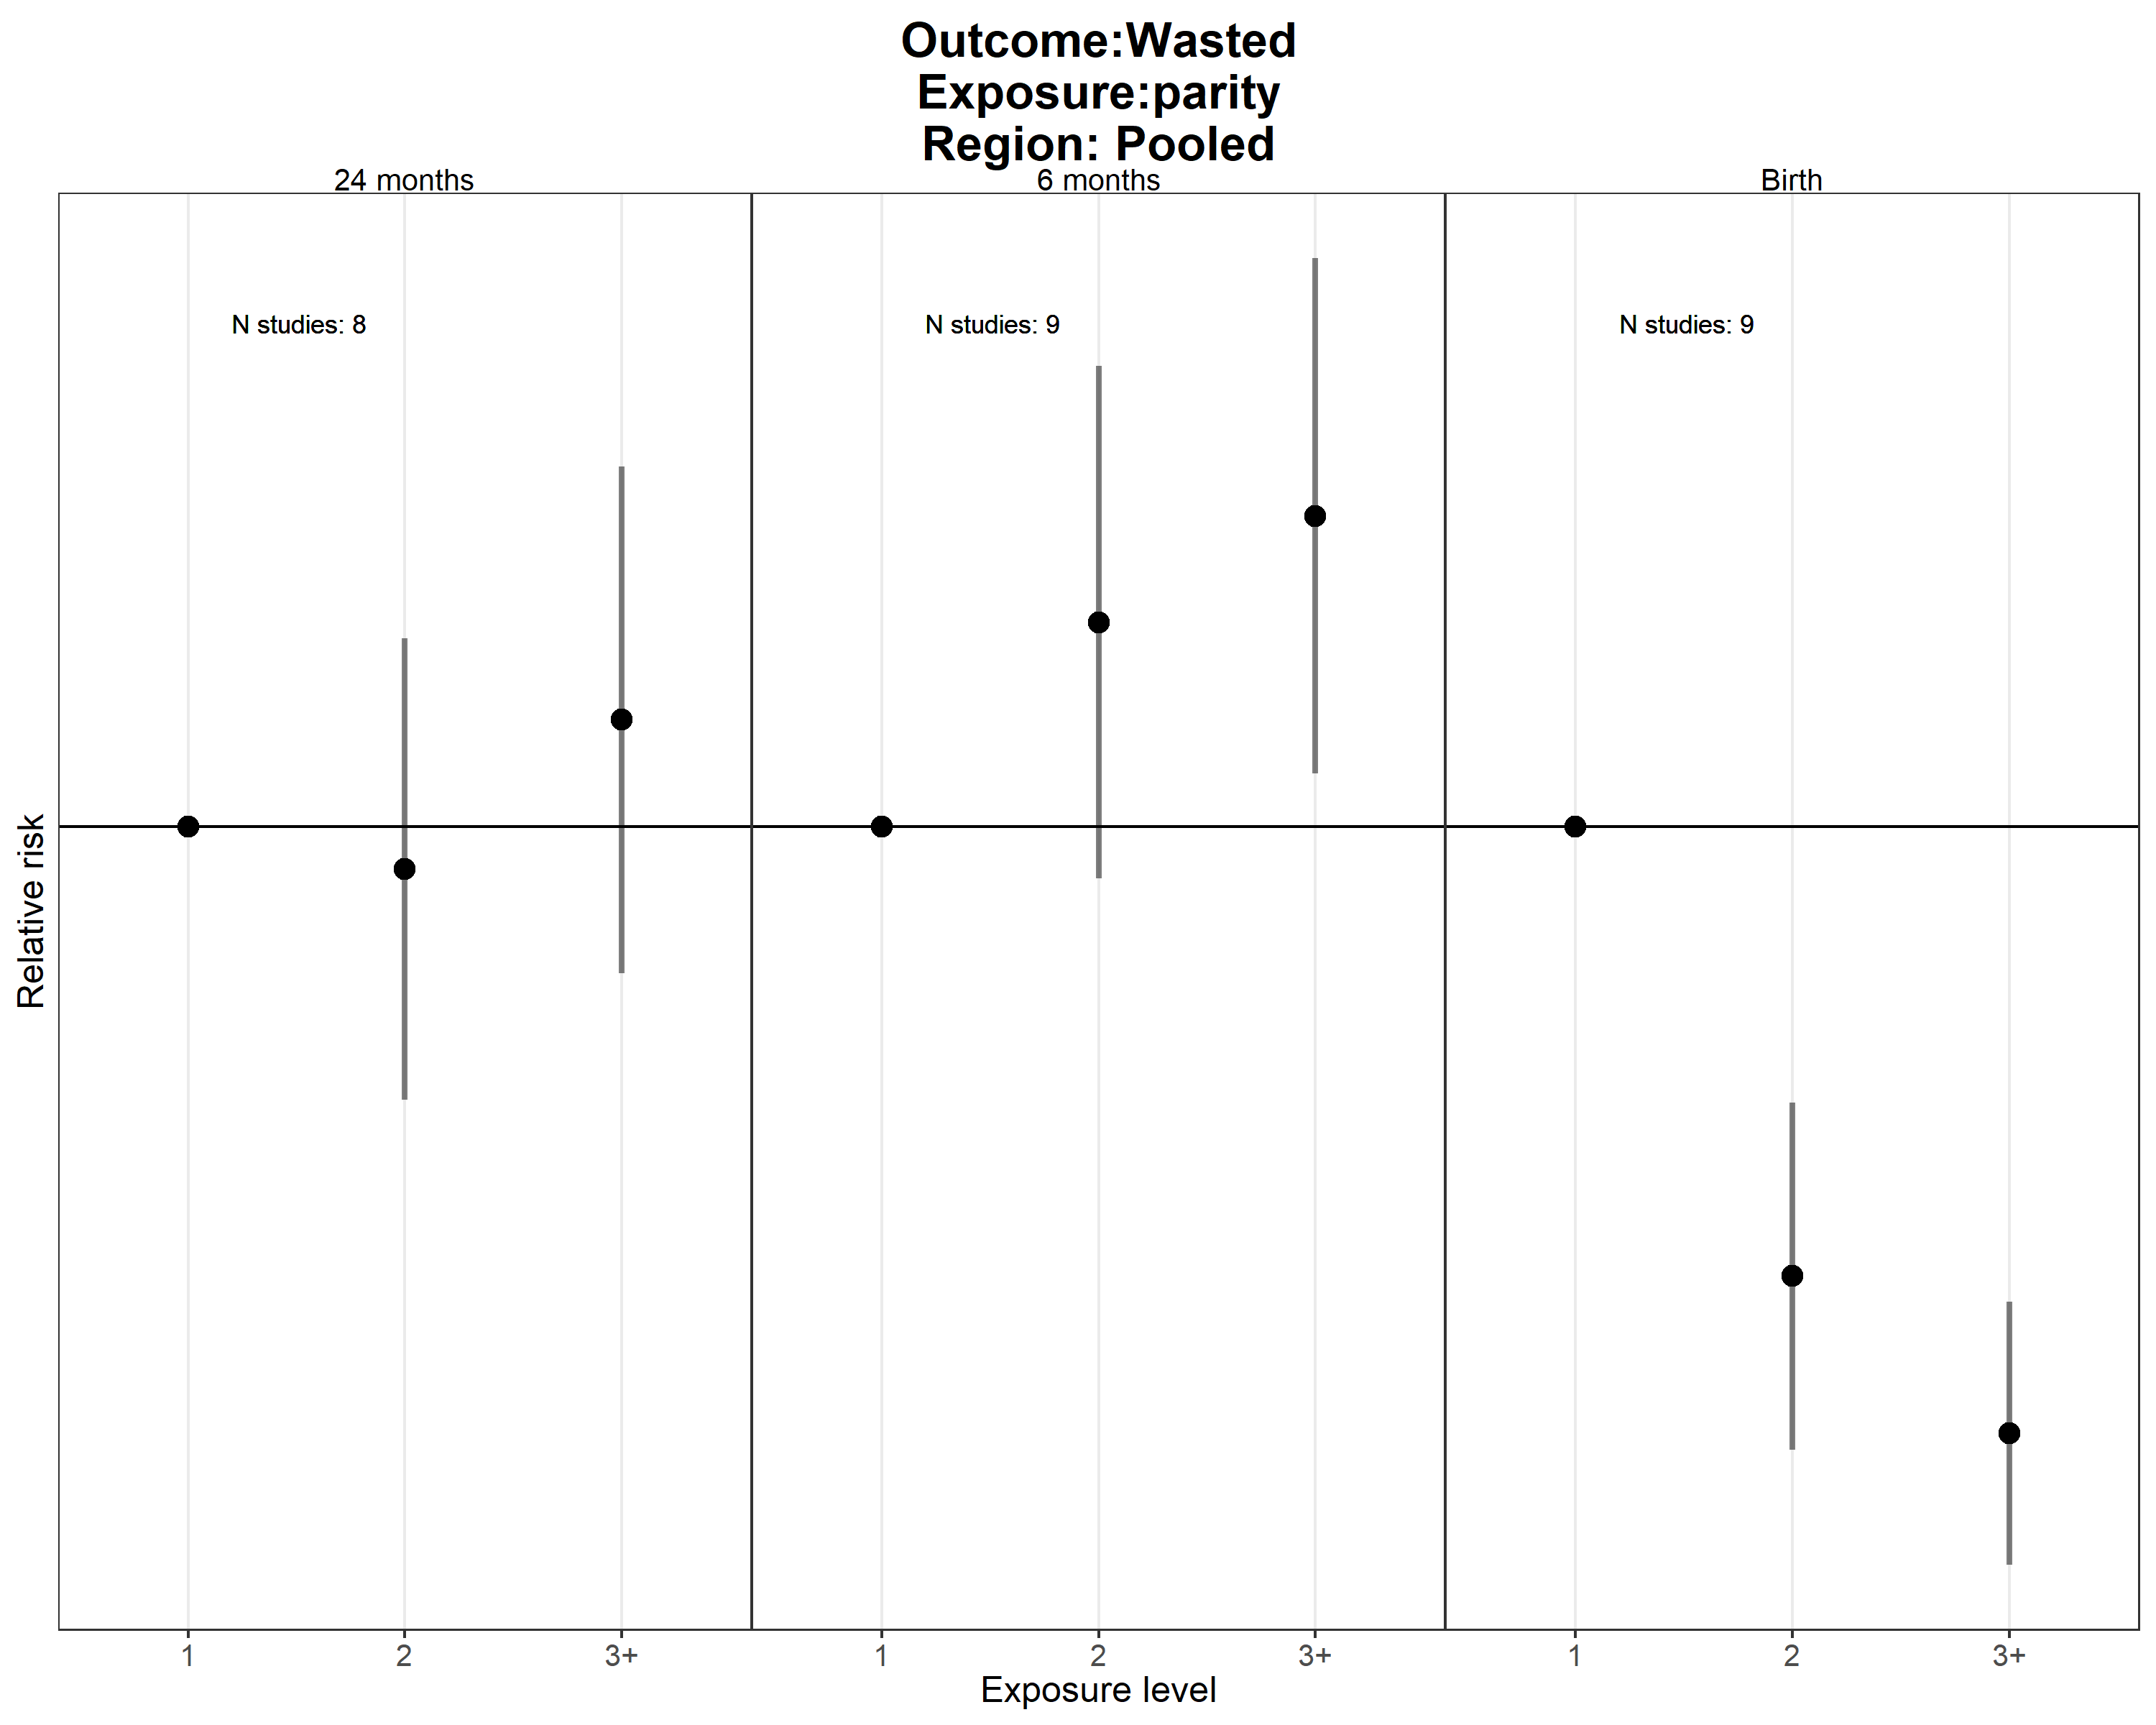 Outcome:Wasted
Exposure:parity
Region: Pooled
24 months
6 months
Birth
N studies: 8
N studies: 9
N studies: 9
Relative risk
1
2
3+
1
2
3+
1
2
3+
Exposure level